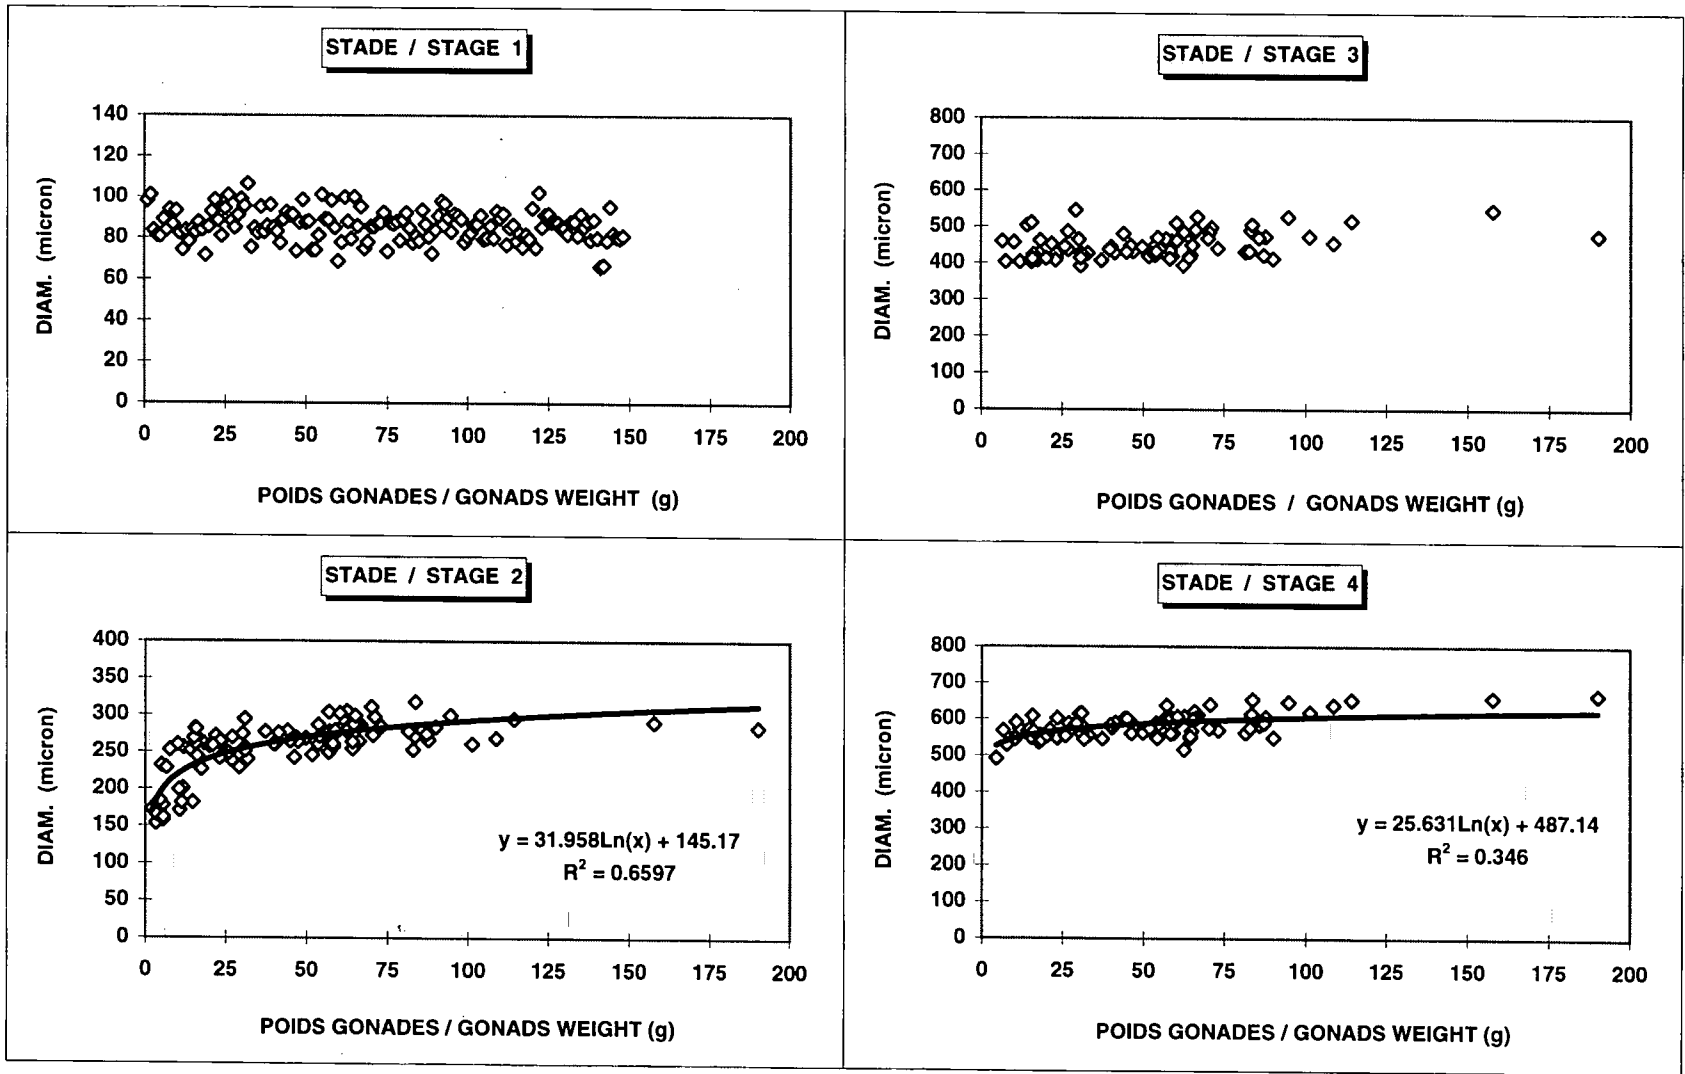 STADE / STAGE 1
140
120
100
80
60
40
20
0
DIAM. (micron)
0 25 50 75 100 125 150 175 200
POIDS GONADES / GONADS WEIGHT (g)
STADE / STAGE 3
800
700
600
500
400
300
200
100
0
DIAM. (micron)
0 25 50 75 100 125 150 175 200
POIDS GONADES / GONADS WEIGHT (g)
STADE / STAGE 2
400
350
300
250
200
150
100
50
0
DIAM. (micron)
y = 31.958Ln(x) + 145.17
R² = 0.6597
0 25 50 75 100 125 150 175 200
POIDS GONADES / GONADS WEIGHT (g)
STADE / STAGE 4
800
700
600
500
400
300
200
100
0
DIAM. (micron)
y = 25.631Ln(x) + 487.14
R² = 0.346
0 25 50 75 100 125 150 175 200
POIDS GONADES / GONADS WEIGHT (g)